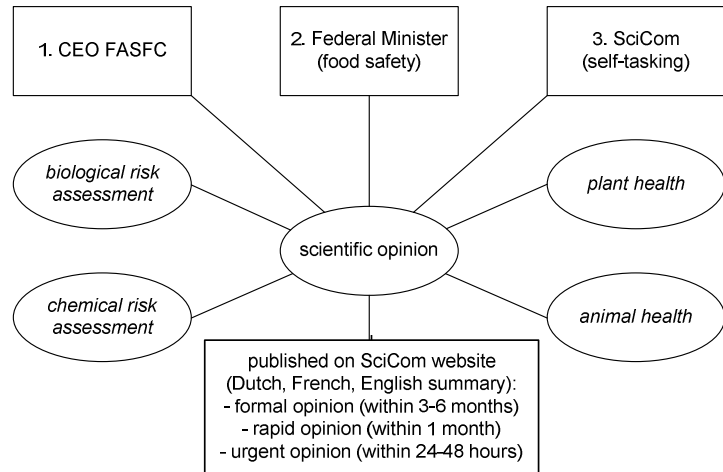 1. CEO FASFC
2. Federal Minister
(food safety)
3. SciCom
(self-tasking)
biological risk
assessment
plant health
scientific opinion
chemical risk
assessment
animal health
published on SciCom website
(Dutch, French, English summary):
- formal opinion (within 3-6 months)
- rapid opinion (within 1 month)
- urgent opinion (within 24-48 hours)